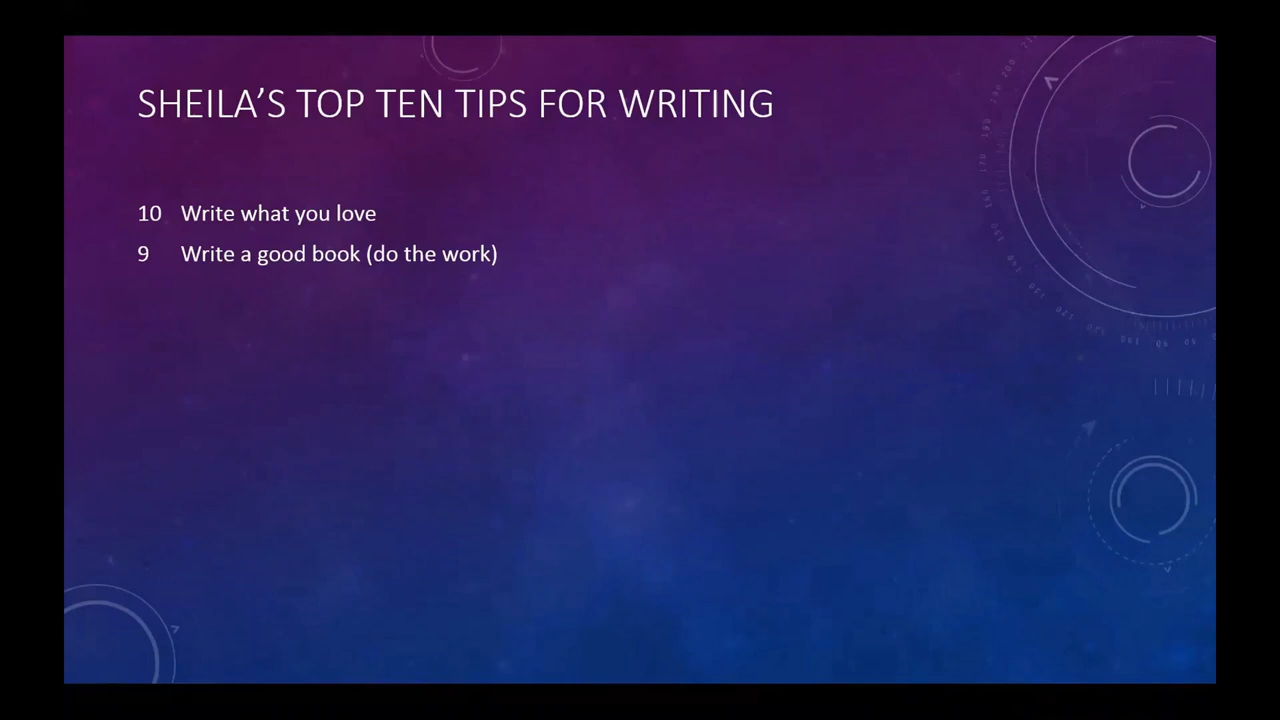 SHEILA'S TOP TEN TIPS FOR WRITING
10 Write what you love
9 Write a good book (do the work)